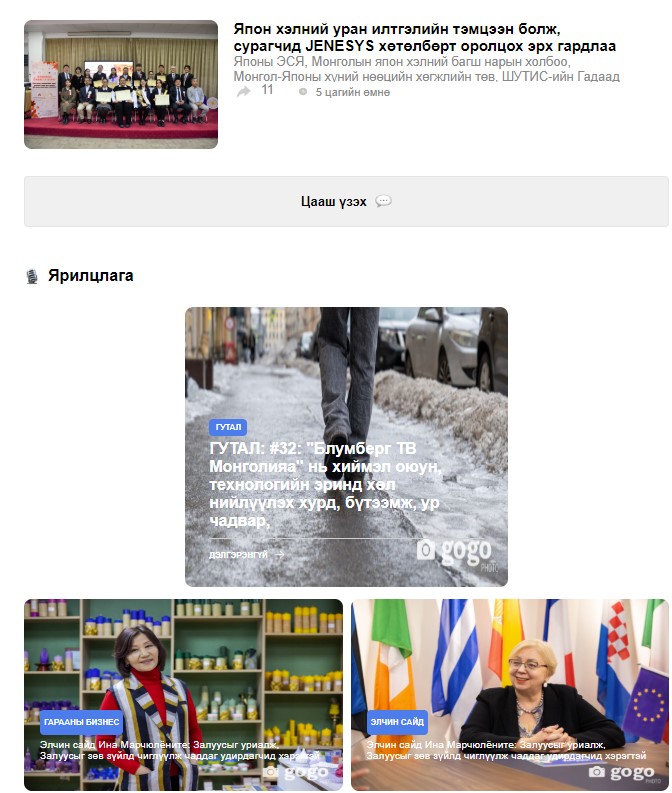 Япон хэлний уран илтгэлийн тэмцээн болж,
сурагчид JENESYS хөтөлбөрт оролцох эрх гардлаа
Японы ЭСЯ, Монголын япон хэлний багш нарын холбоо,
Монгол-Японы хүний нөөцийн хөгжлийн төв, ШУТИС-ийн Гадаад
11 5 цагийн өмнө
Цааш үзэх
Ярилцлага
ГУТАЛ
ГУТАЛ: #32: "Блумберг ТВ
Монголияа" нь хиймэл оюун,
технологийн эринд хөл
нийлүүлэх хурд, бүтээмж, ур
чадвар,
ДЭЛГЭРЭНГҮЙ →
gogo
PHOTO
ГАРААНЫ БИЗНЕС
Элчин сайд Ина Марчюлёните: Залуусыг уриалж,
Залуусыг зөв зүйлд чиглүүлж чаддаг удирдагчид хэрэгтэй
gogo
ЭЛЧИН САЙД
Элчин сайд Ина Марчюлёните: Залуусыг уриалж,
Залуусыг зөв зүйлд чиглүүлж чаддаг удирдагчид хэрэгтэй
gogo
PHOTO